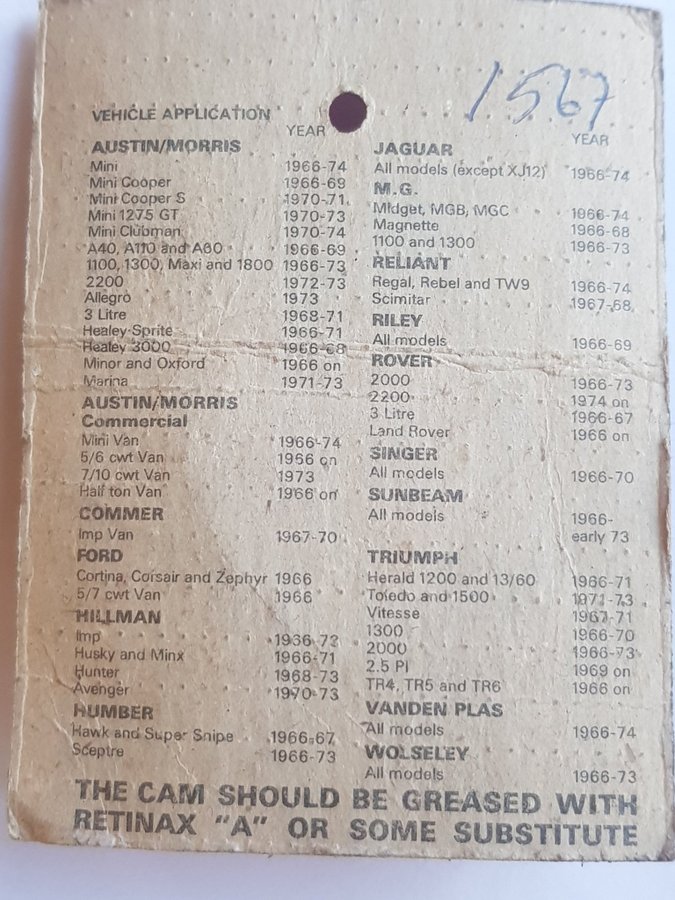 1567
VEHICLE APPLICATION
YEAR
AUSTIN/MORRIS
Mini 1966-74
Mini Cooper 1966-69
Mini Cooper S 1970-71
Mini 1275 GT 1970-73
Mini Clubman 1970-74
A40, A110 and A60 1966-69
1100, 1300, Maxi and 1800 1966-73
2200 1972-73
Allegro 1973
3 Litre 1968-71
Healey Sprite 1966-71
Healey 3000 1966-68
Minor and Oxford 1966 on
Marina 1971-73
AUSTIN/MORRIS
Commercial
Mini Van 1966-74
5/6 cwt Van 1966 on
7/10 cwt Van 1973
Half ton Van 1966 on
COMMER
Imp Van 1967-70
FORD
Cortina, Corsair and Zephyr 1966
5/7 cwt Van 1966
HILLMAN
Imp 1966-73
Husky and Minx 1966-71
Hunter 1968-73
Avenger 1970-73
HUMBER
Hawk and Super Snipe 1966-67
Sceptre 1966-73
YEAR
JAGUAR
All models (except XJ12) 1966-74
M.G.
Midget, MGB, MGC 1966-74
Magnette 1966-68
1100 and 1300 1966-73
RELIANT
Regal, Rebel and TW9 1966-74
Scimitar 1967-68
RILEY
All models 1966-69
ROVER
2000 1966-73
2200 1974 on
3 Litre 1966-67
Land Rover 1966 on
SINGER
All models 1966-70
SUNBEAM
All models 1966-
early 73
TRIUMPH
Herald 1200 and 13/60 1966-71
Toledo and 1500 1971-73
Vitesse 1967-71
1300 1966-70
2000 1966-73
2.5 PI 1969 on
TR4, TR5 and TR6 1966 on
VANDEN PLAS
All models 1966-74
WOLSELEY
All models 1966-73
THE CAM SHOULD BE GREASED WITH
RETINAX "A" OR SOME SUBSTITUTE